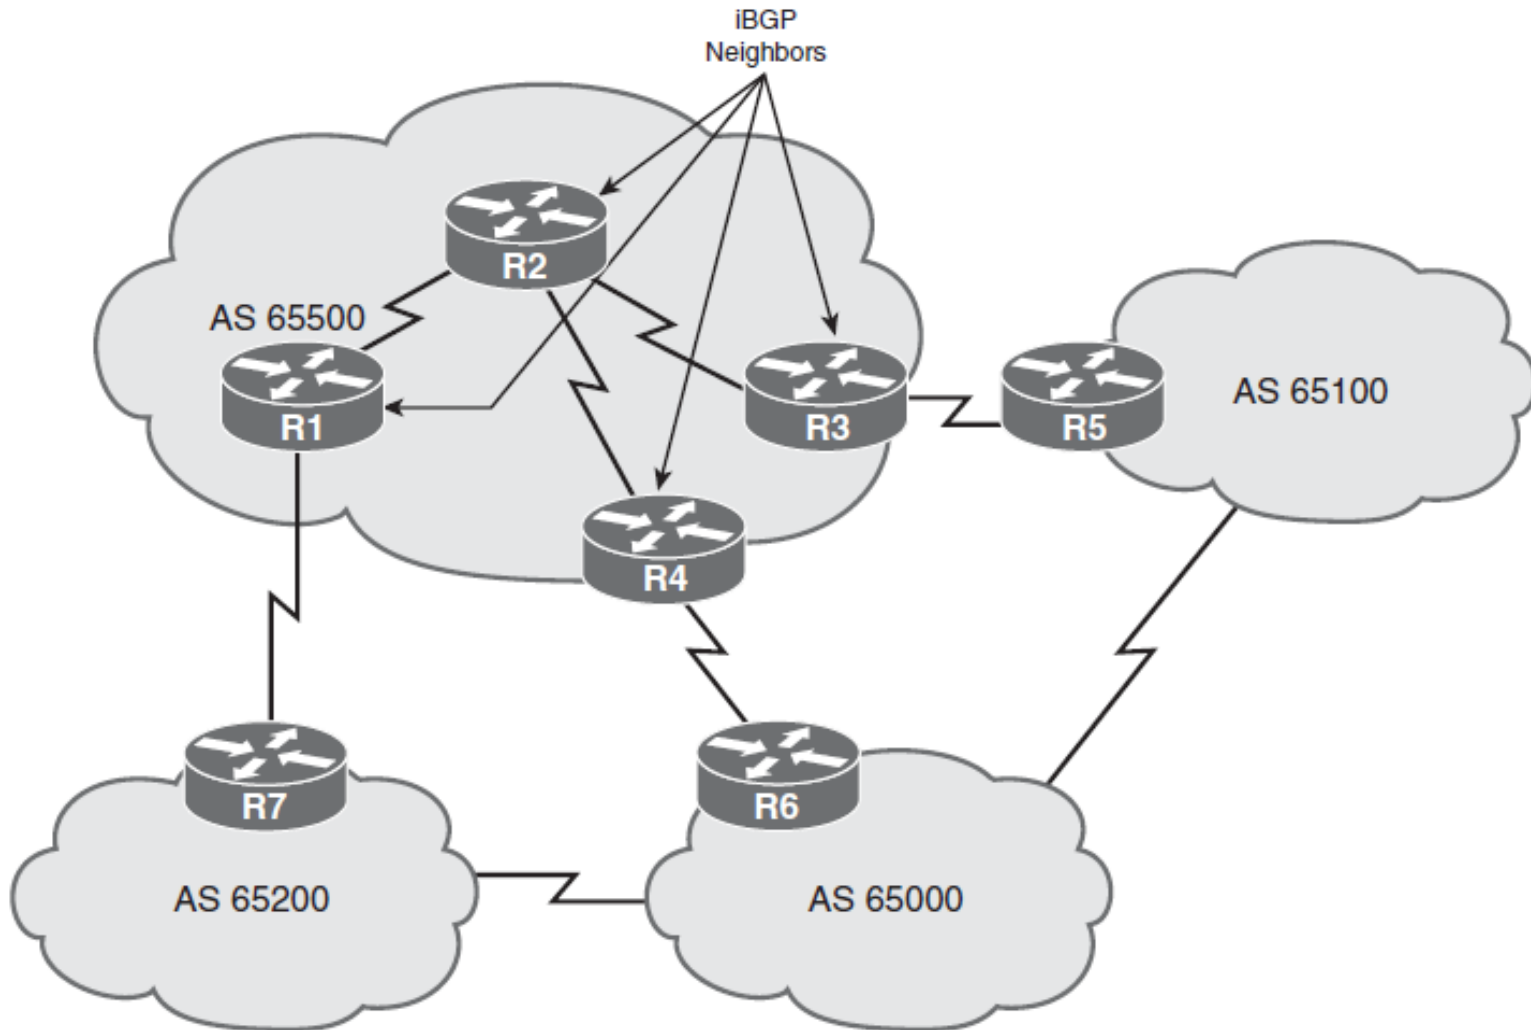 iBGP
Neighbors
R2
AS 65500
R1
R3
R5
AS 65100
R4
R7
R6
AS 65200
AS 65000